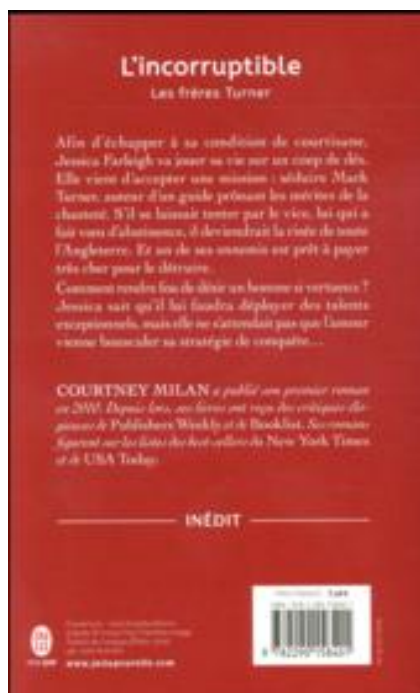 L'incorruptible
Les frères Turner
Afin d'échapper à sa condition de courtisane,
Jessica Farleigh va jouer sa vie sur un coup de dés.
Elle vient d'accepter une mission : séduire Mark
Turner, auteur d'un guide prônant les mérites de la
chasteté. S'il se laissait tenter par le vice, lui qui a
fait vœu d'abstinence, il deviendrait la risée de toute
l'Angleterre. Et un de ses ennemis est prêt à payer
très cher pour le détruire.
Comment rendre fou de désir un homme si vertueux ?
Jessica sait qu'il lui faudra déployer des talents
exceptionnels, mais elle ne s'attendait pas que l'amour
vienne bousculer sa stratégie de conquête…
COURTNEY MILAN a publié son premier roman
en 2010. Depuis lors, ses livres ont reçu des critiques élo-
gieuses de Publishers Weekly et de Booklist. Ses romans
figurent sur les listes des best-sellers du New York Times
et de USA Today.
INÉDIT
www.jailupourelle.com